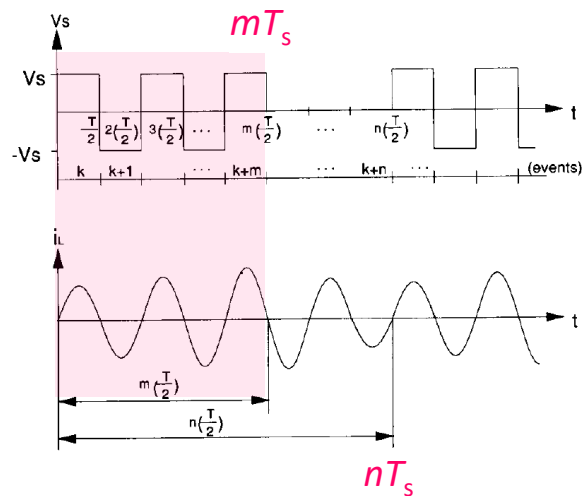 mTs
Vs
Vs
t
T/2 2(T/2) 3(T/2) ... m(T/2) ... n(T/2)
-Vs
k k+1 ... k+m ... k+n (events)
iL
t
m(T/2)
n(T/2)
nTs